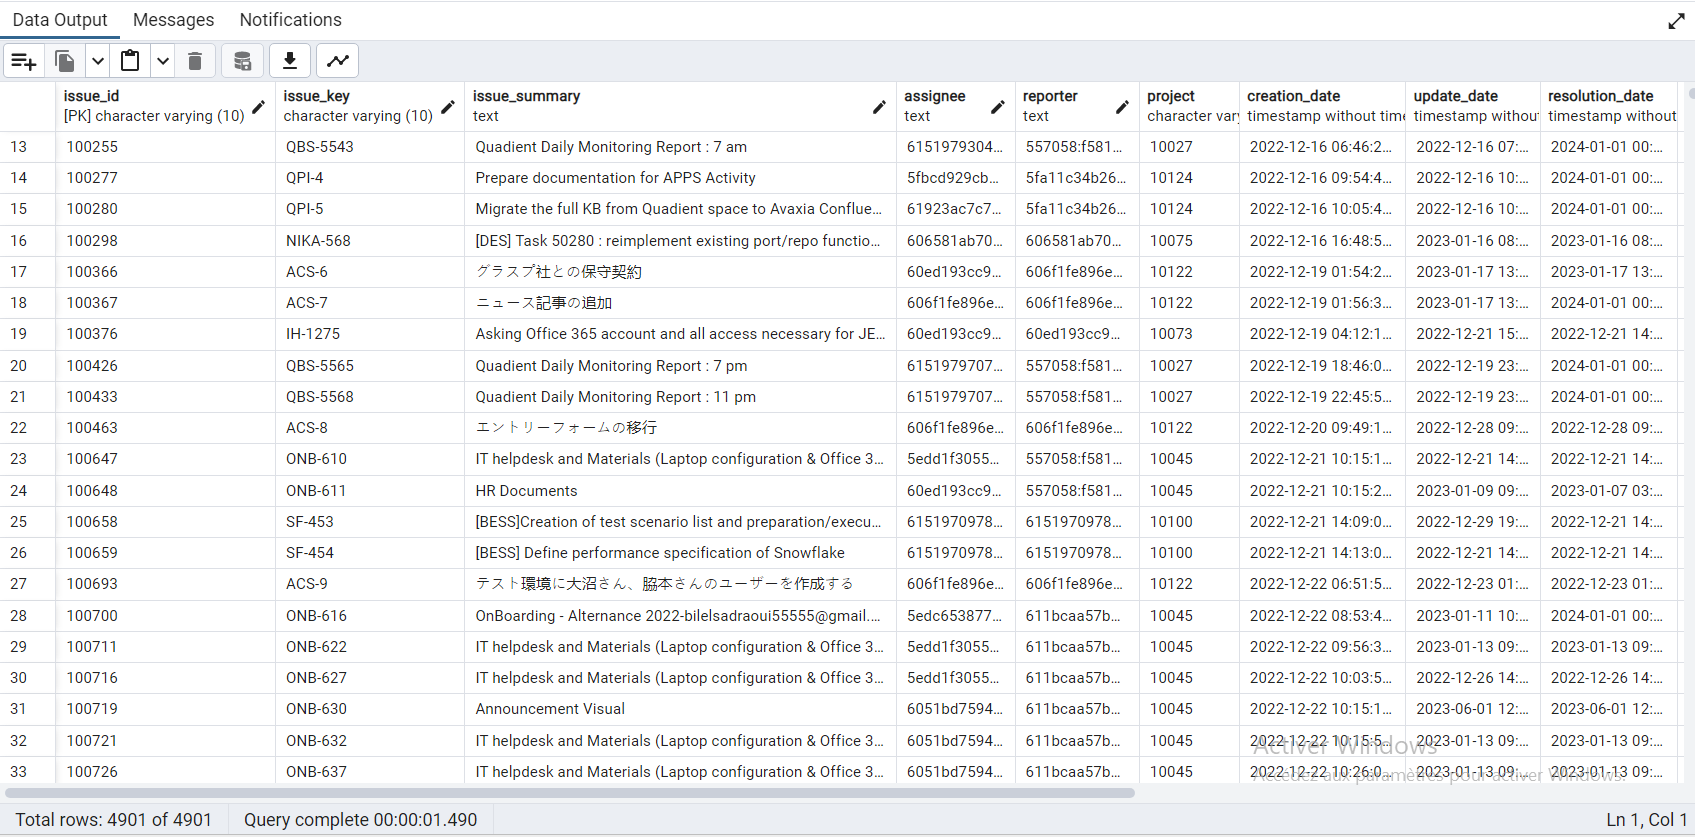 Data Output Messages Notifications
issue_id issue_key issue_summary assignee reporter project creation_date update_date resolution_date
[PK] character varying (10) character varying (10) text text text character vary timestamp without time timestamp withou timestamp without
13 100255 QBS-5543 Quadient Daily Monitoring Report : 7 am 6151979304... 557058:f581... 10027 2022-12-16 06:46:2... 2022-12-16 07:... 2024-01-01 00:...
14 100277 QPI-4 Prepare documentation for APPS Activity 5fbcd929cb... 5fa11c34b26... 10124 2022-12-16 09:54:4... 2022-12-16 10:... 2024-01-01 00:...
15 100280 QPI-5 Migrate the full KB from Quadient space to Avaxia Conflue... 61923ac7c7... 5fa11c34b26... 10124 2022-12-16 10:05:4... 2022-12-16 10:... 2024-01-01 00:...
16 100298 NIKA-568 [DES] Task 50280 : reimplement existing port/repo functio... 606581ab70... 606581ab70... 10075 2022-12-16 16:48:5... 2023-01-16 08:... 2023-01-16 08:...
17 100366 ACS-6 グラスプ社との保守契約 60ed193cc9... 606f1fe896e... 10122 2022-12-19 01:54:2... 2023-01-17 13:... 2023-01-17 13:...
18 100367 ACS-7 ニュース記事の追加 606f1fe896e... 606f1fe896e... 10122 2022-12-19 01:56:3... 2023-01-17 13:... 2024-01-01 00:...
19 100376 IH-1275 Asking Office 365 account and all access necessary for JE... 60ed193cc9... 60ed193cc9... 10073 2022-12-19 04:12:1... 2022-12-21 15:... 2022-12-21 14:...
20 100426 QBS-5565 Quadient Daily Monitoring Report : 7 pm 6151979707... 557058:f581... 10027 2022-12-19 18:46:0... 2022-12-19 23:... 2024-01-01 00:...
21 100433 QBS-5568 Quadient Daily Monitoring Report : 11 pm 6151979707... 557058:f581... 10027 2022-12-19 22:45:5... 2022-12-19 23:... 2024-01-01 00:...
22 100463 ACS-8 エントリーフォームの移行 606f1fe896e... 606f1fe896e... 10122 2022-12-20 09:49:1... 2022-12-28 09:... 2022-12-28 09:...
23 100647 ONB-610 IT helpdesk and Materials (Laptop configuration & Office 3... 5edd1f3055... 557058:f581... 10045 2022-12-21 10:15:1... 2022-12-21 14:... 2022-12-21 14:...
24 100648 ONB-611 HR Documents 60ed193cc9... 557058:f581... 10045 2022-12-21 10:15:2... 2023-01-09 09:... 2023-01-07 03:...
25 100658 SF-453 [BESS]Creation of test scenario list and preparation/execu... 6151970978... 6151970978... 10100 2022-12-21 14:09:0... 2022-12-29 19:... 2022-12-21 14:...
26 100659 SF-454 [BESS] Define performance specification of Snowflake 6151970978... 6151970978... 10100 2022-12-21 14:13:0... 2022-12-21 14:... 2022-12-21 14:...
27 100693 ACS-9 テスト環境に大沼さん、脇本さんのユーザーを作成する 606f1fe896e... 606f1fe896e... 10122 2022-12-22 06:51:5... 2022-12-23 01:... 2022-12-23 01:...
28 100700 ONB-616 OnBoarding - Alternance 2022-bilelsadraoui55555@gmail.... 5edc653877... 611bcaa57b... 10045 2022-12-22 08:53:4... 2023-01-11 10:... 2024-01-01 00:...
29 100711 ONB-622 IT helpdesk and Materials (Laptop configuration & Office 3... 5edd1f3055... 611bcaa57b... 10045 2022-12-22 09:56:3... 2023-01-13 09:... 2023-01-13 09:...
30 100716 ONB-627 IT helpdesk and Materials (Laptop configuration & Office 3... 5edd1f3055... 611bcaa57b... 10045 2022-12-22 10:03:5... 2022-12-26 14:... 2022-12-26 14:...
31 100719 ONB-630 Announcement Visual 6051bd7594... 611bcaa57b... 10045 2022-12-22 10:15:1... 2023-06-01 12:... 2023-06-01 12:...
32 100721 ONB-632 IT helpdesk and Materials (Laptop configuration & Office 3... 6051bd7594... 611bcaa57b... 10045 2022-12-22 10:15:5... 2023-01-13 09:... 2023-01-13 09:...
Activer Windows
33 100726 ONB-637 IT helpdesk and Materials (Laptop configuration & Office 3... 6051bd7594... 611bcaa57b... 10045 2022-12-22 10:26:0... 2023-01-13 09:... 2023-01-13 09:...
Accédez aux paramètres pour activer Windows.
Total rows: 4901 of 4901 Query complete 00:00:01.490 Ln 1, Col 1